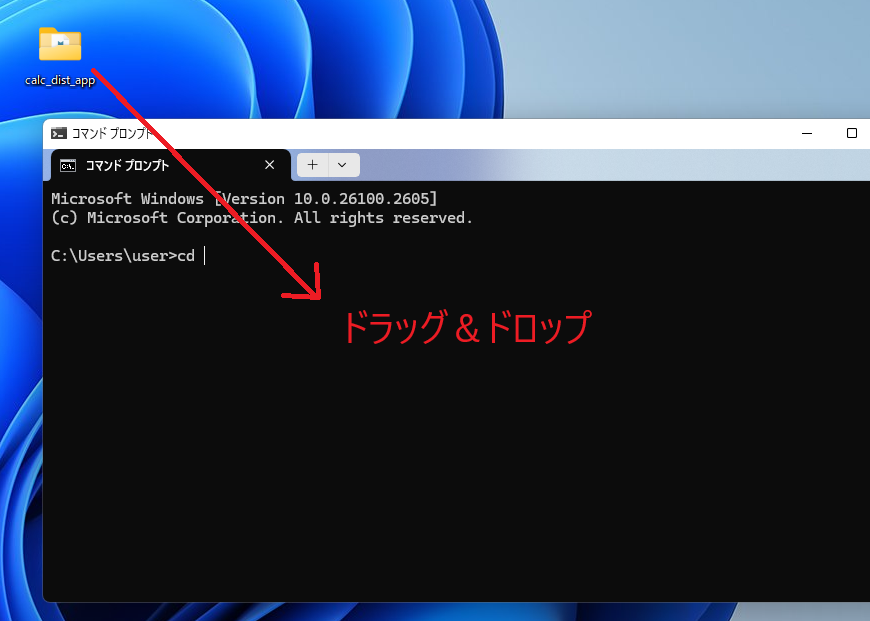 calc_dist_app
コマンド プロンプト
コマンド プロンプト
Microsoft Windows [Version 10.0.26100.2605]
(c) Microsoft Corporation. All rights reserved.
C:\Users\user>cd
ドラッグ＆ドロップ